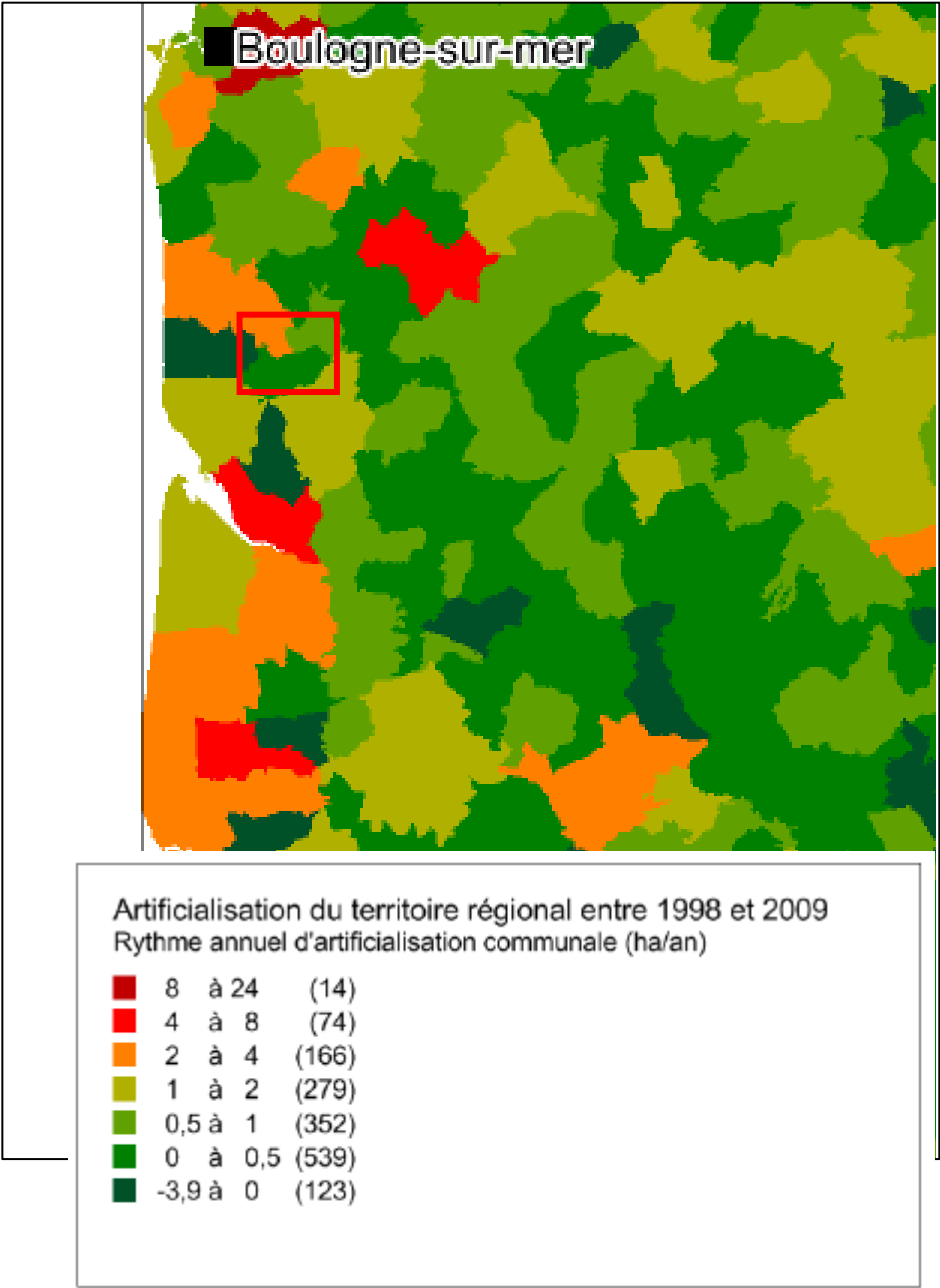 Boulogne-sur-mer
Artificialisation du territoire régional entre 1998 et 2009
Rythme annuel d'artificialisation communale (ha/an)
8 à 24 (14)
4 à 8 (74)
2 à 4 (166)
1 à 2 (279)
0,5 à 1 (352)
0 à 0,5 (539)
-3,9 à 0 (123)